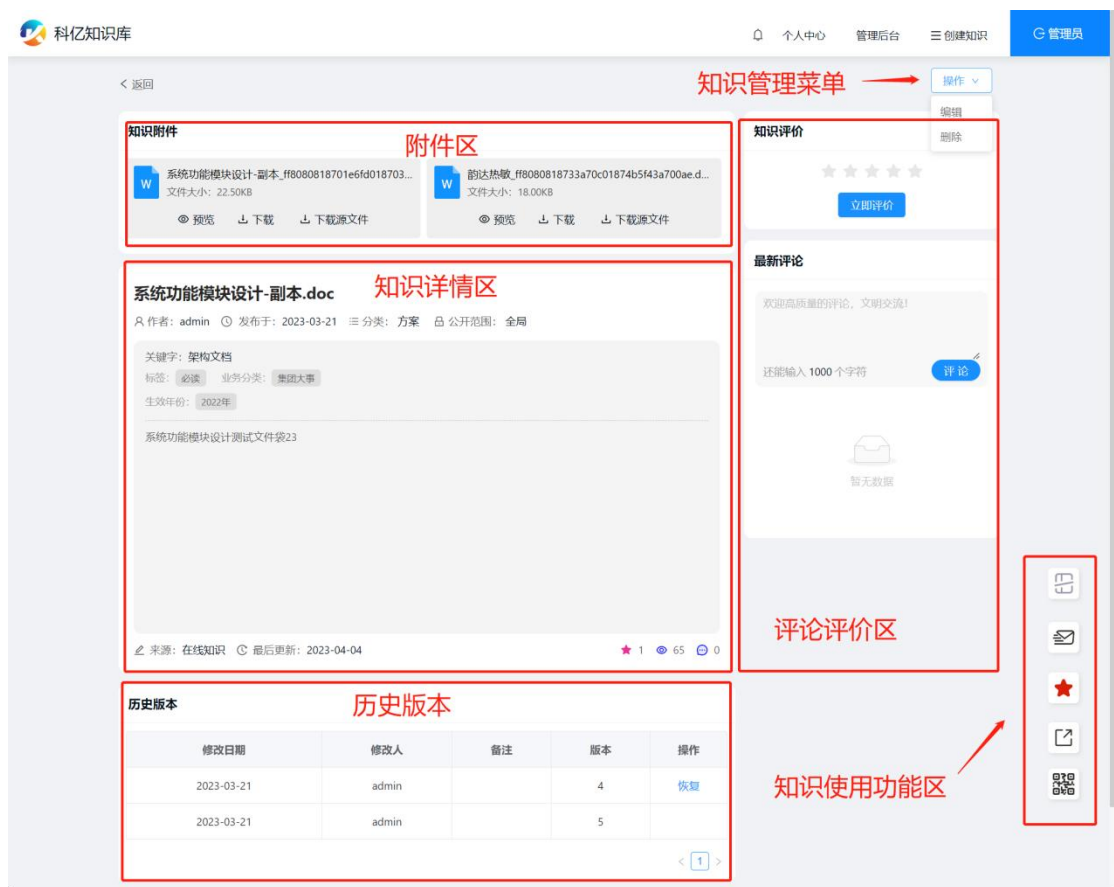 科亿知识库
个人中心 管理后台 创建知识 管理员
返回
知识管理菜单
操作
编辑
删除
知识附件
附件区
系统功能模块设计-副本_ff8080818701e6fd018703...
文件大小: 22.50KB
预览 下载 下载源文件
韵达热敏_ff8080818733a70c01874b5f43a700ae.d...
文件大小: 18.00KB
预览 下载 下载源文件
知识评价
立即评价
系统功能模块设计-副本.doc
知识详情区
作者: admin 发布于: 2023-03-21 分类: 方案 公开范围: 全局
关键字: 架构文档
标签: 必读 业务分类: 集团大事
生效年份: 2022年
系统功能模块设计测试文件袋23
来源: 在线知识 最后更新: 2023-04-04
1 65 0
最新评论
欢迎高质量的评论, 文明交流!
还能输入 1000 个字符
评 论
暂无数据
评论评价区
历史版本
历史版本
修改日期 修改人 备注 版本 操作
2023-03-21 admin 4 恢复
2023-03-21 admin 5
< 1 >
知识使用功能区